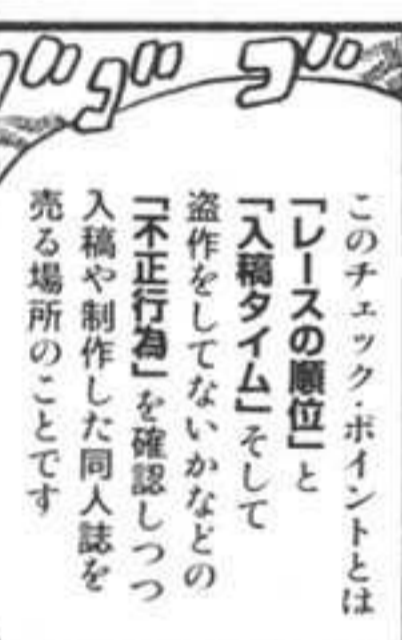 ゴゴゴ
このチェック・ポイントとは
「レースの順位」と
「入稿タイム」そして
盗作をしてないかなどの
「不正行為」を確認しつつ
入稿や制作した同人誌を
売る場所のことです